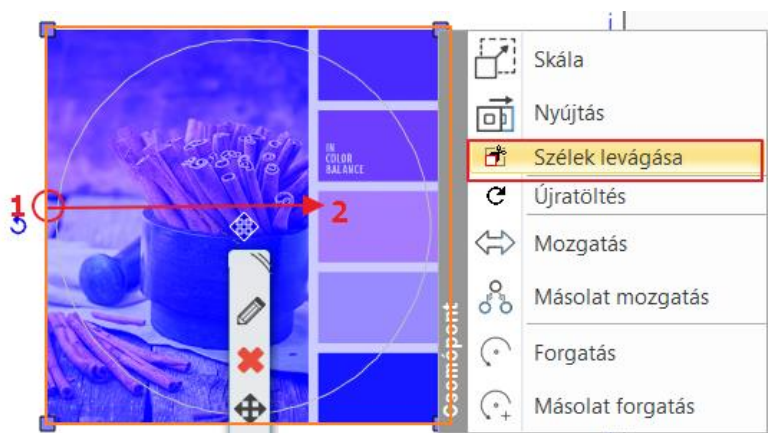 Skála
Nyújtás
Szélek levágása
Újratöltés
Mozgatás
Másolat mozgatás
Forgatás
Másolat forgatás
Csomópont
IN
COLOR
BALANCE
1
2